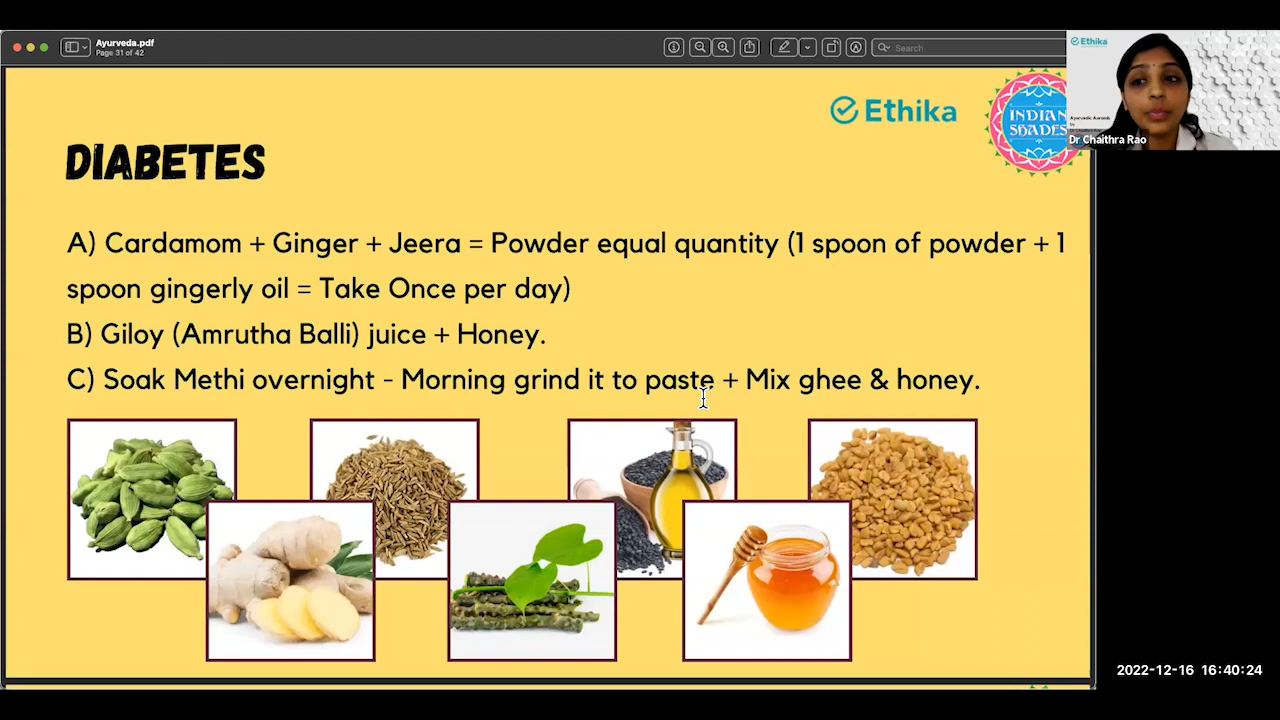 Ayurveda.pdf
Page 31 of 42
Search
Ethika
INDIAN
SHADES
Ethika
Dr Chaithra Rao
DIABETES
A) Cardamom + Ginger + Jeera = Powder equal quantity (1 spoon of powder + 1
spoon gingerly oil = Take Once per day)
B) Giloy (Amrutha Balli) juice + Honey.
C) Soak Methi overnight - Morning grind it to paste + Mix ghee & honey.
2022-12-16 16:40:24